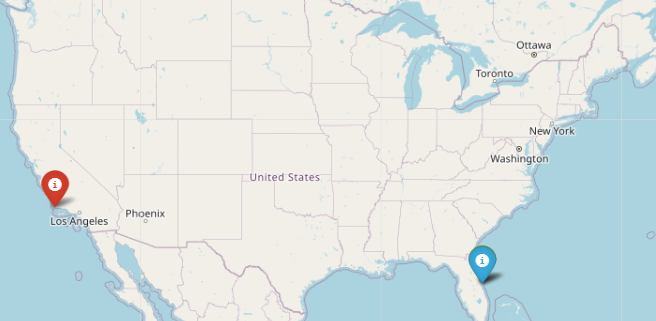 Ottawa
Toronto
New York
Washington
United States
i
Phoenix
Los Angeles
i